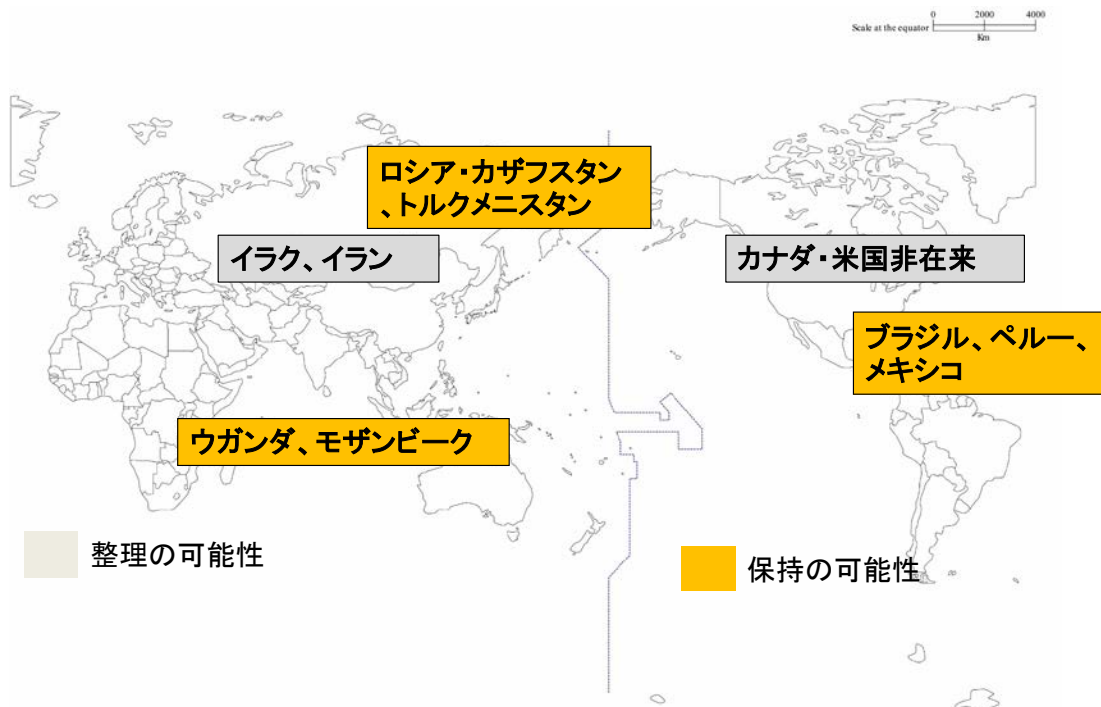 0 2000 4000
Scale at the equator
Km
ロシア・カザフスタン
、トルクメニスタン
イラク、イラン
カナダ・米国非在来
ブラジル、ペルー、
メキシコ
ウガンダ、モザンビーク
整理の可能性
保持の可能性